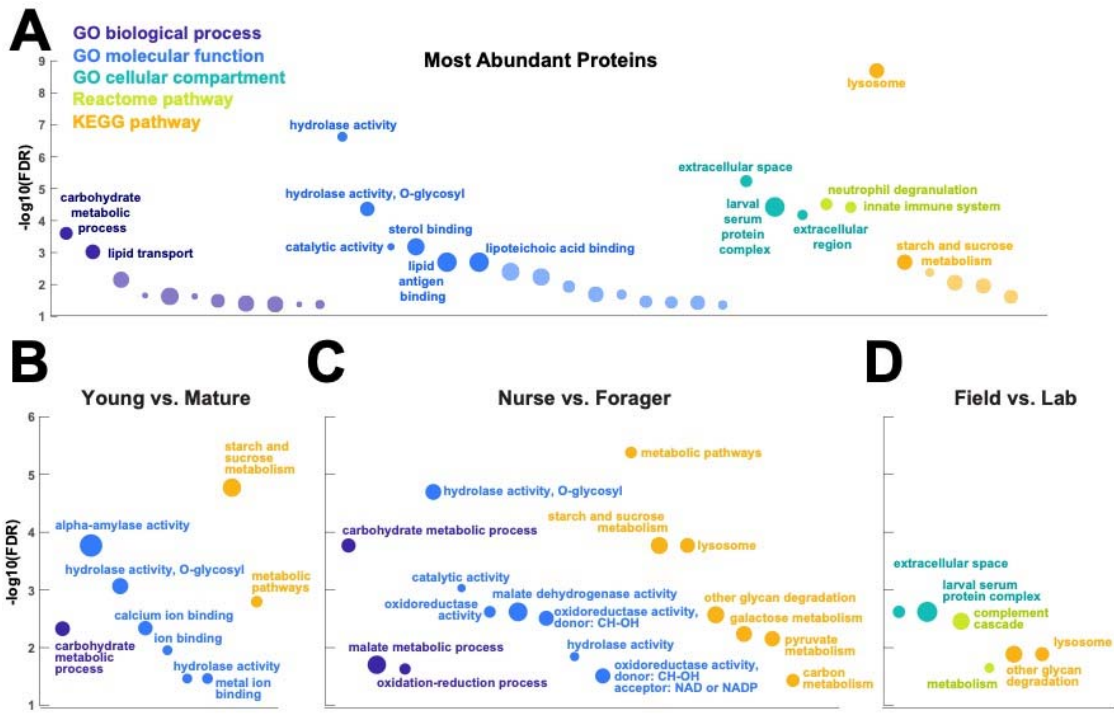 A
GO biological process
GO molecular function
GO cellular compartment
Reactome pathway
KEGG pathway
Most Abundant Proteins
-log10(FDR)
9
8
7
6
5
4
3
2
1
carbohydrate
metabolic
process
lipid transport
hydrolase activity
hydrolase activity, O-glycosyl
catalytic activity
sterol binding
lipid
antigen
binding
lipoteichoic acid binding
extracellular space
larval
serum
protein
complex
extracellular
region
neutrophil degranulation
innate immune system
lysosome
starch and sucrose
metabolism
B
Young vs. Mature
-log10(FDR)
6
5
4
3
2
1
starch and
sucrose
metabolism
alpha-amylase activity
hydrolase activity, O-glycosyl
metabolic
pathways
calcium ion binding
ion binding
carbohydrate
metabolic
process
hydrolase activity
metal ion
binding
C
Nurse vs. Forager
metabolic pathways
hydrolase activity, O-glycosyl
starch and sucrose
metabolism
carbohydrate metabolic process
lysosome
catalytic activity
malate dehydrogenase activity
oxidoreductase
activity
oxidoreductase activity,
donor: CH-OH
other glycan degradation
galactose metabolism
hydrolase activity
pyruvate
metabolism
malate metabolic process
oxidation-reduction process
oxidoreductase activity,
donor: CH-OH
acceptor: NAD or NADP
carbon
metabolism
D
Field vs. Lab
extracellular space
larval serum
protein complex
complement
cascade
lysosome
other glycan
degradation
metabolism